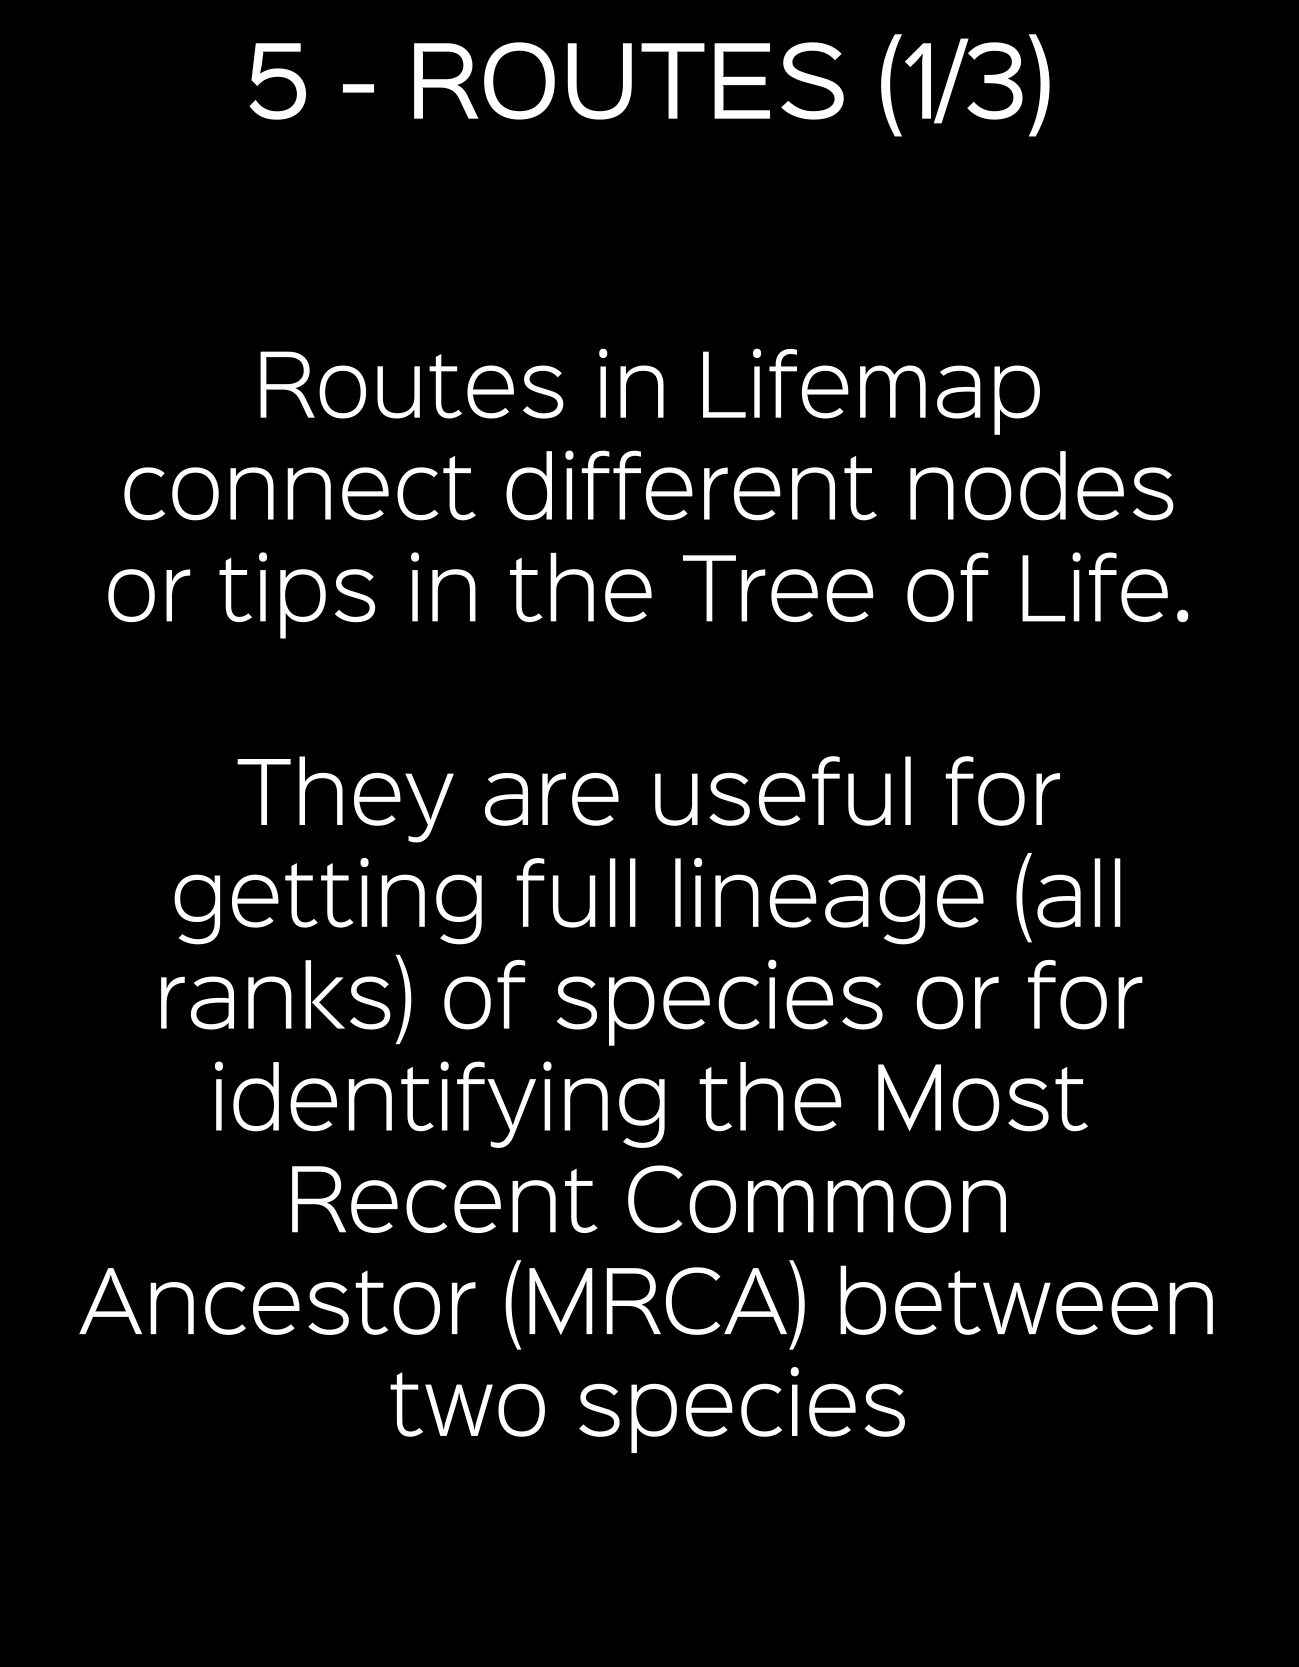 5 - ROUTES (1/3)
Routes in Lifemap
connect different nodes
or tips in the Tree of Life.
They are useful for
getting full lineage (all
ranks) of species or for
identifying the Most
Recent Common
Ancestor (MRCA) between
two species